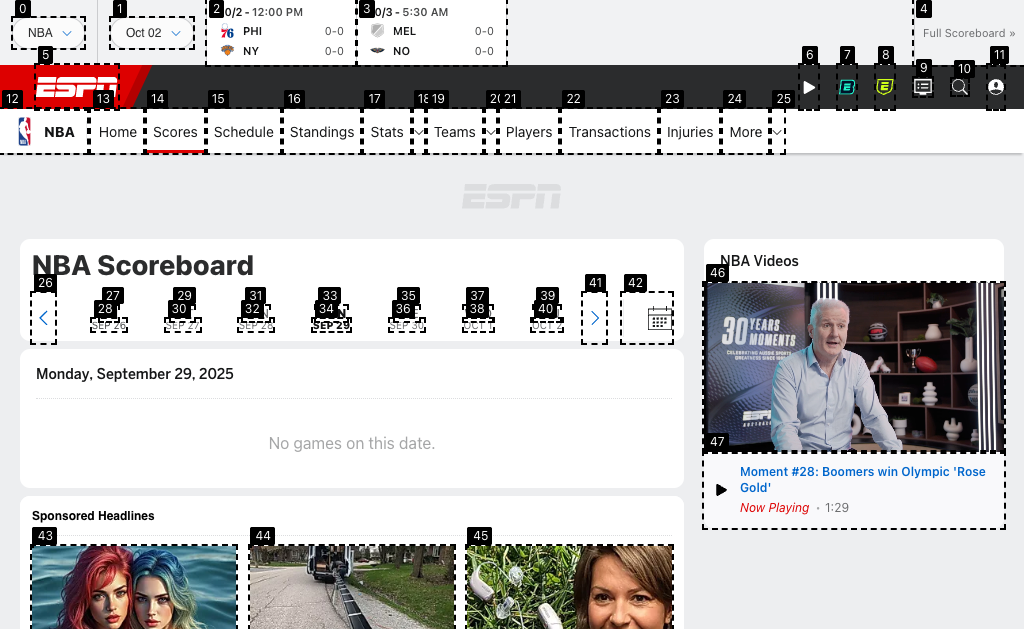 0
1
2
3
4
NBA
Oct 02
0/2 - 12:00 PM
PHI
0-0
NY
0-0
0/3 - 5:30 AM
MEL
0-0
NO
0-0
Full Scoreboard »
5
6
7
8
9
10
11
ESPN
12
13
14
15
16
17
18
19
20
21
22
23
24
25
NBA
Home
Scores
Schedule
Standings
Stats
Teams
Players
Transactions
Injuries
More
ESPN
NBA Scoreboard
26
27
28
SEP 26
29
30
SEP 27
31
32
SEP 28
33
34
SEP 29
35
36
SEP 30
37
38
OCT 1
39
40
OCT 2
41
42
Monday, September 29, 2025
No games on this date.
Sponsored Headlines
43
44
45
NBA Videos
46
30 YEARS
MOMENTS
CELEBRATING AUSSIE SPORTS
ESPN
47
Moment #28: Boomers win Olympic 'Rose
Gold'
Now Playing · 1:29